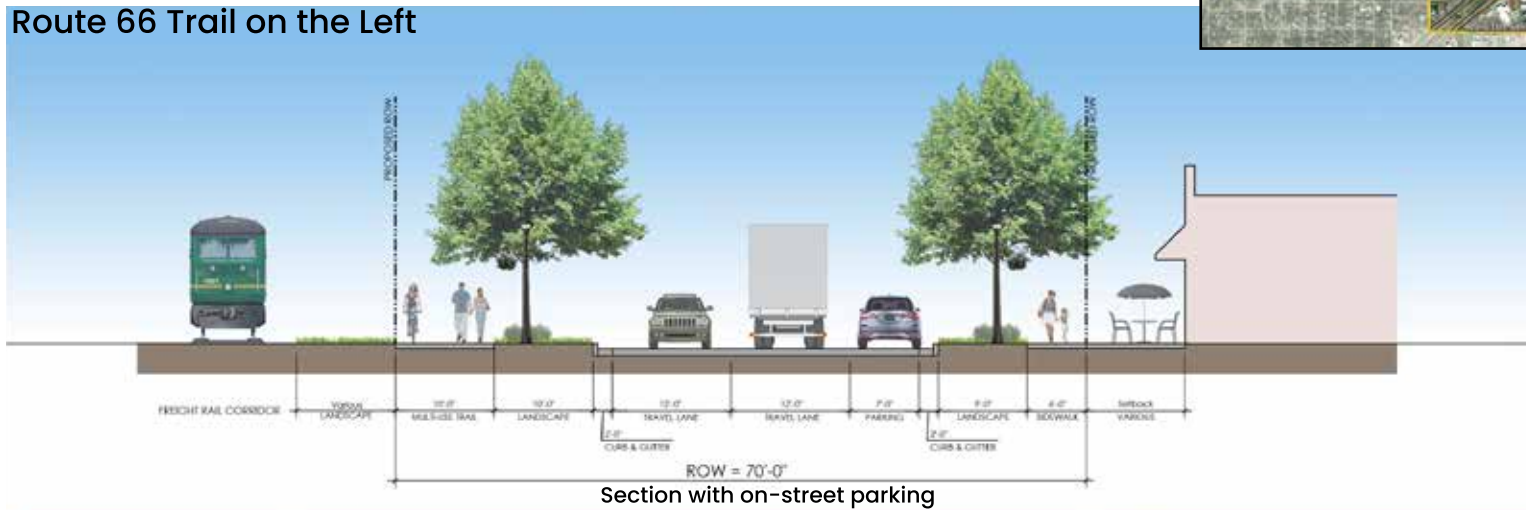 Route 66 Trail on the Left
PROPOSED ROW
FREIGHT RAIL CORRIDOR
Various
LANDSCAPE
10'-0"
MULTI-USE TRAIL
10'-0"
LANDSCAPE
2'-0"
CURB & GUTTER
12'-0"
TRAVEL LANE
12'-0"
TRAVEL LANE
7'-0"
PARKING
2'-0"
CURB & GUTTER
9'-0"
LANDSCAPE
6'-0"
SIDEWALK
Setback
VARIOUS
ROW = 70'-0"
Section with on-street parking